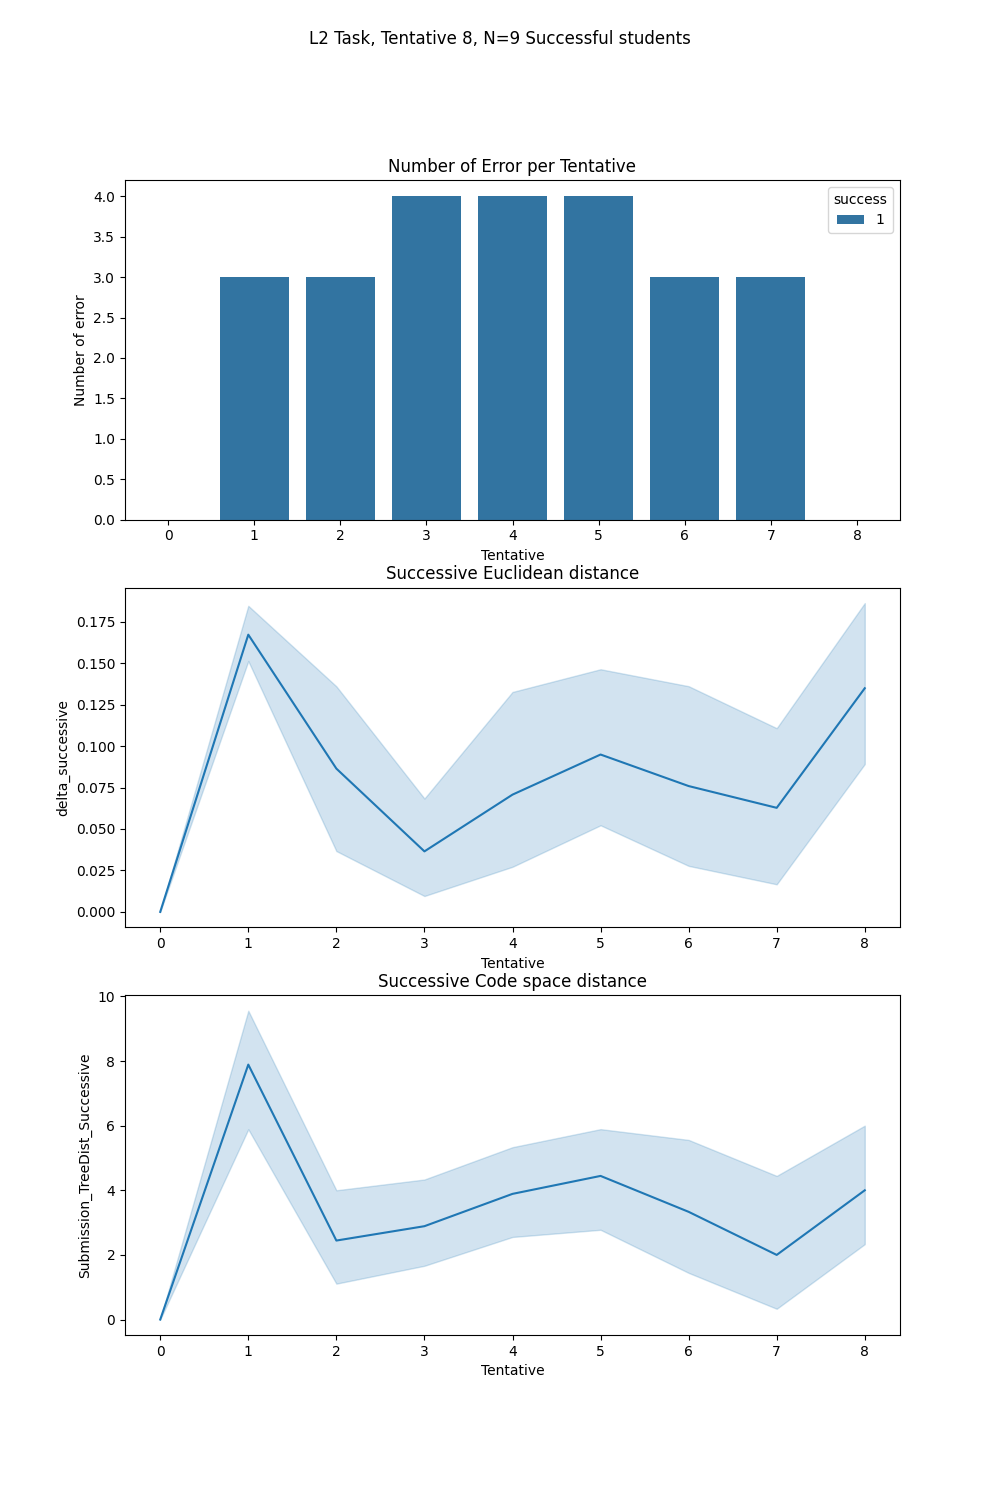 L2 Task, Tentative 8, N=9 Successful students
Number of Error per Tentative
success
1
Number of error
4.0
3.5
3.0
2.5
2.0
1.5
1.0
0.5
0.0
0 1 2 3 4 5 6 7 8
Tentative
Successive Euclidean distance
delta_successive
0.175
0.150
0.125
0.100
0.075
0.050
0.025
0.000
0 1 2 3 4 5 6 7 8
Tentative
Successive Code space distance
Submission_TreeDist_Successive
10
8
6
4
2
0
0 1 2 3 4 5 6 7 8
Tentative